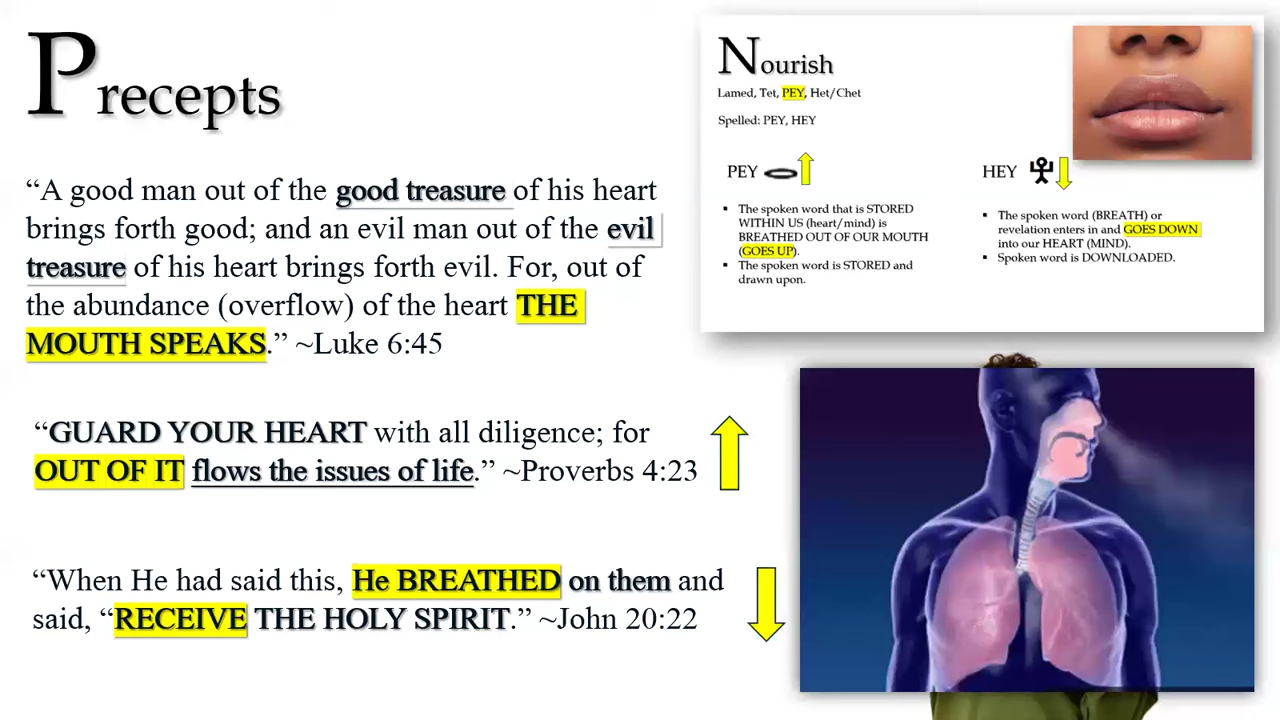 Precepts
“A good man out of the good treasure of his heart
brings forth good; and an evil man out of the evil
treasure of his heart brings forth evil. For, out of
the abundance (overflow) of the heart THE
MOUTH SPEAKS.” ~Luke 6:45
“GUARD YOUR HEART with all diligence; for
OUT OF IT flows the issues of life.” ~Proverbs 4:23
“When He had said this, He BREATHED on them and
said, “RECEIVE THE HOLY SPIRIT.” ~John 20:22
Nourish
Lamed, Tet, PEY, Het/Chet
Spelled: PEY, HEY
PEY
▪ The spoken word that is STORED
WITHIN US (heart/mind) is
BREATHED OUT OF OUR MOUTH
(GOES UP).
▪ The spoken word is STORED and
drawn upon.
HEY
▪ The spoken word (BREATH) or
revelation enters in and GOES DOWN
into our HEART (MIND).
▪ Spoken word is DOWNLOADED.